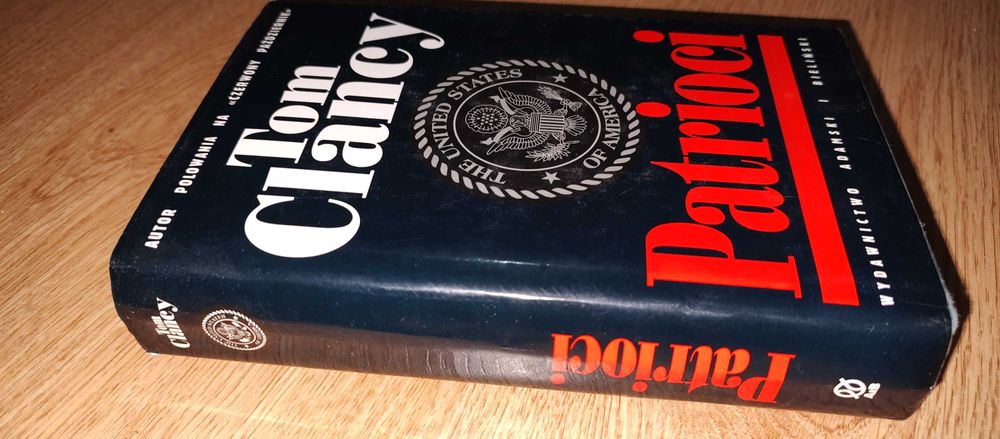 AUTOR POLOWANIA NA «CZERWONY PAŹDZIERNIK»
Tom
Clancy
THE UNITED STATES
OF AMERICA
Patrioci
WYDAWNICTWO ADAMSKI I BIELIŃSKI
Tom
Clancy
Patrioci
AiB